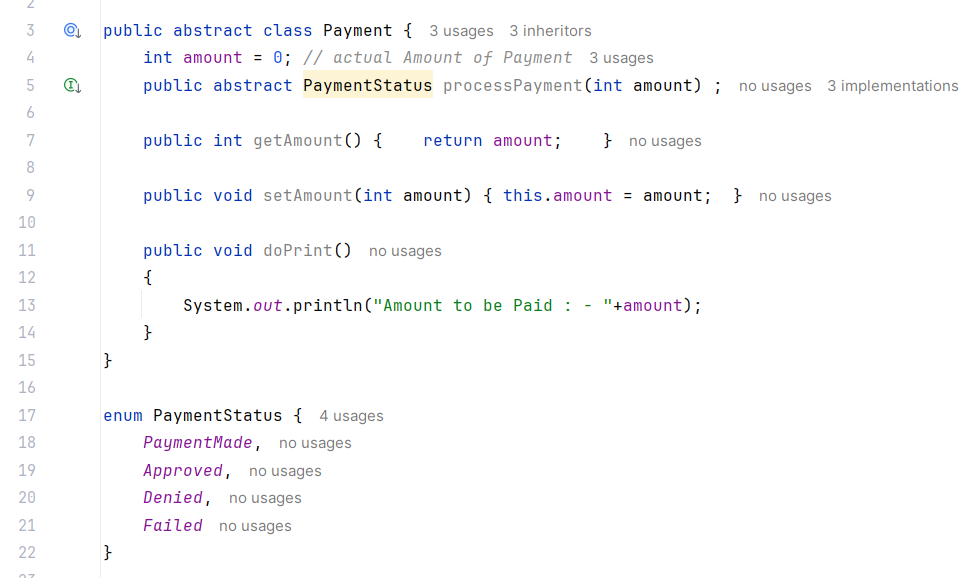 2
3 public abstract class Payment { 3 usages 3 inheritors
4 int amount = 0; // actual Amount of Payment 3 usages
5 public abstract PaymentStatus processPayment(int amount) ; no usages 3 implementations
6
7 public int getAmount() { return amount; } no usages
8
9 public void setAmount(int amount) { this.amount = amount; } no usages
10
11 public void doPrint() no usages
12 {
13 System.out.println("Amount to be Paid : - "+amount);
14 }
15 }
16
17 enum PaymentStatus { 4 usages
18 PaymentMade, no usages
19 Approved, no usages
20 Denied, no usages
21 Failed no usages
22 }
23